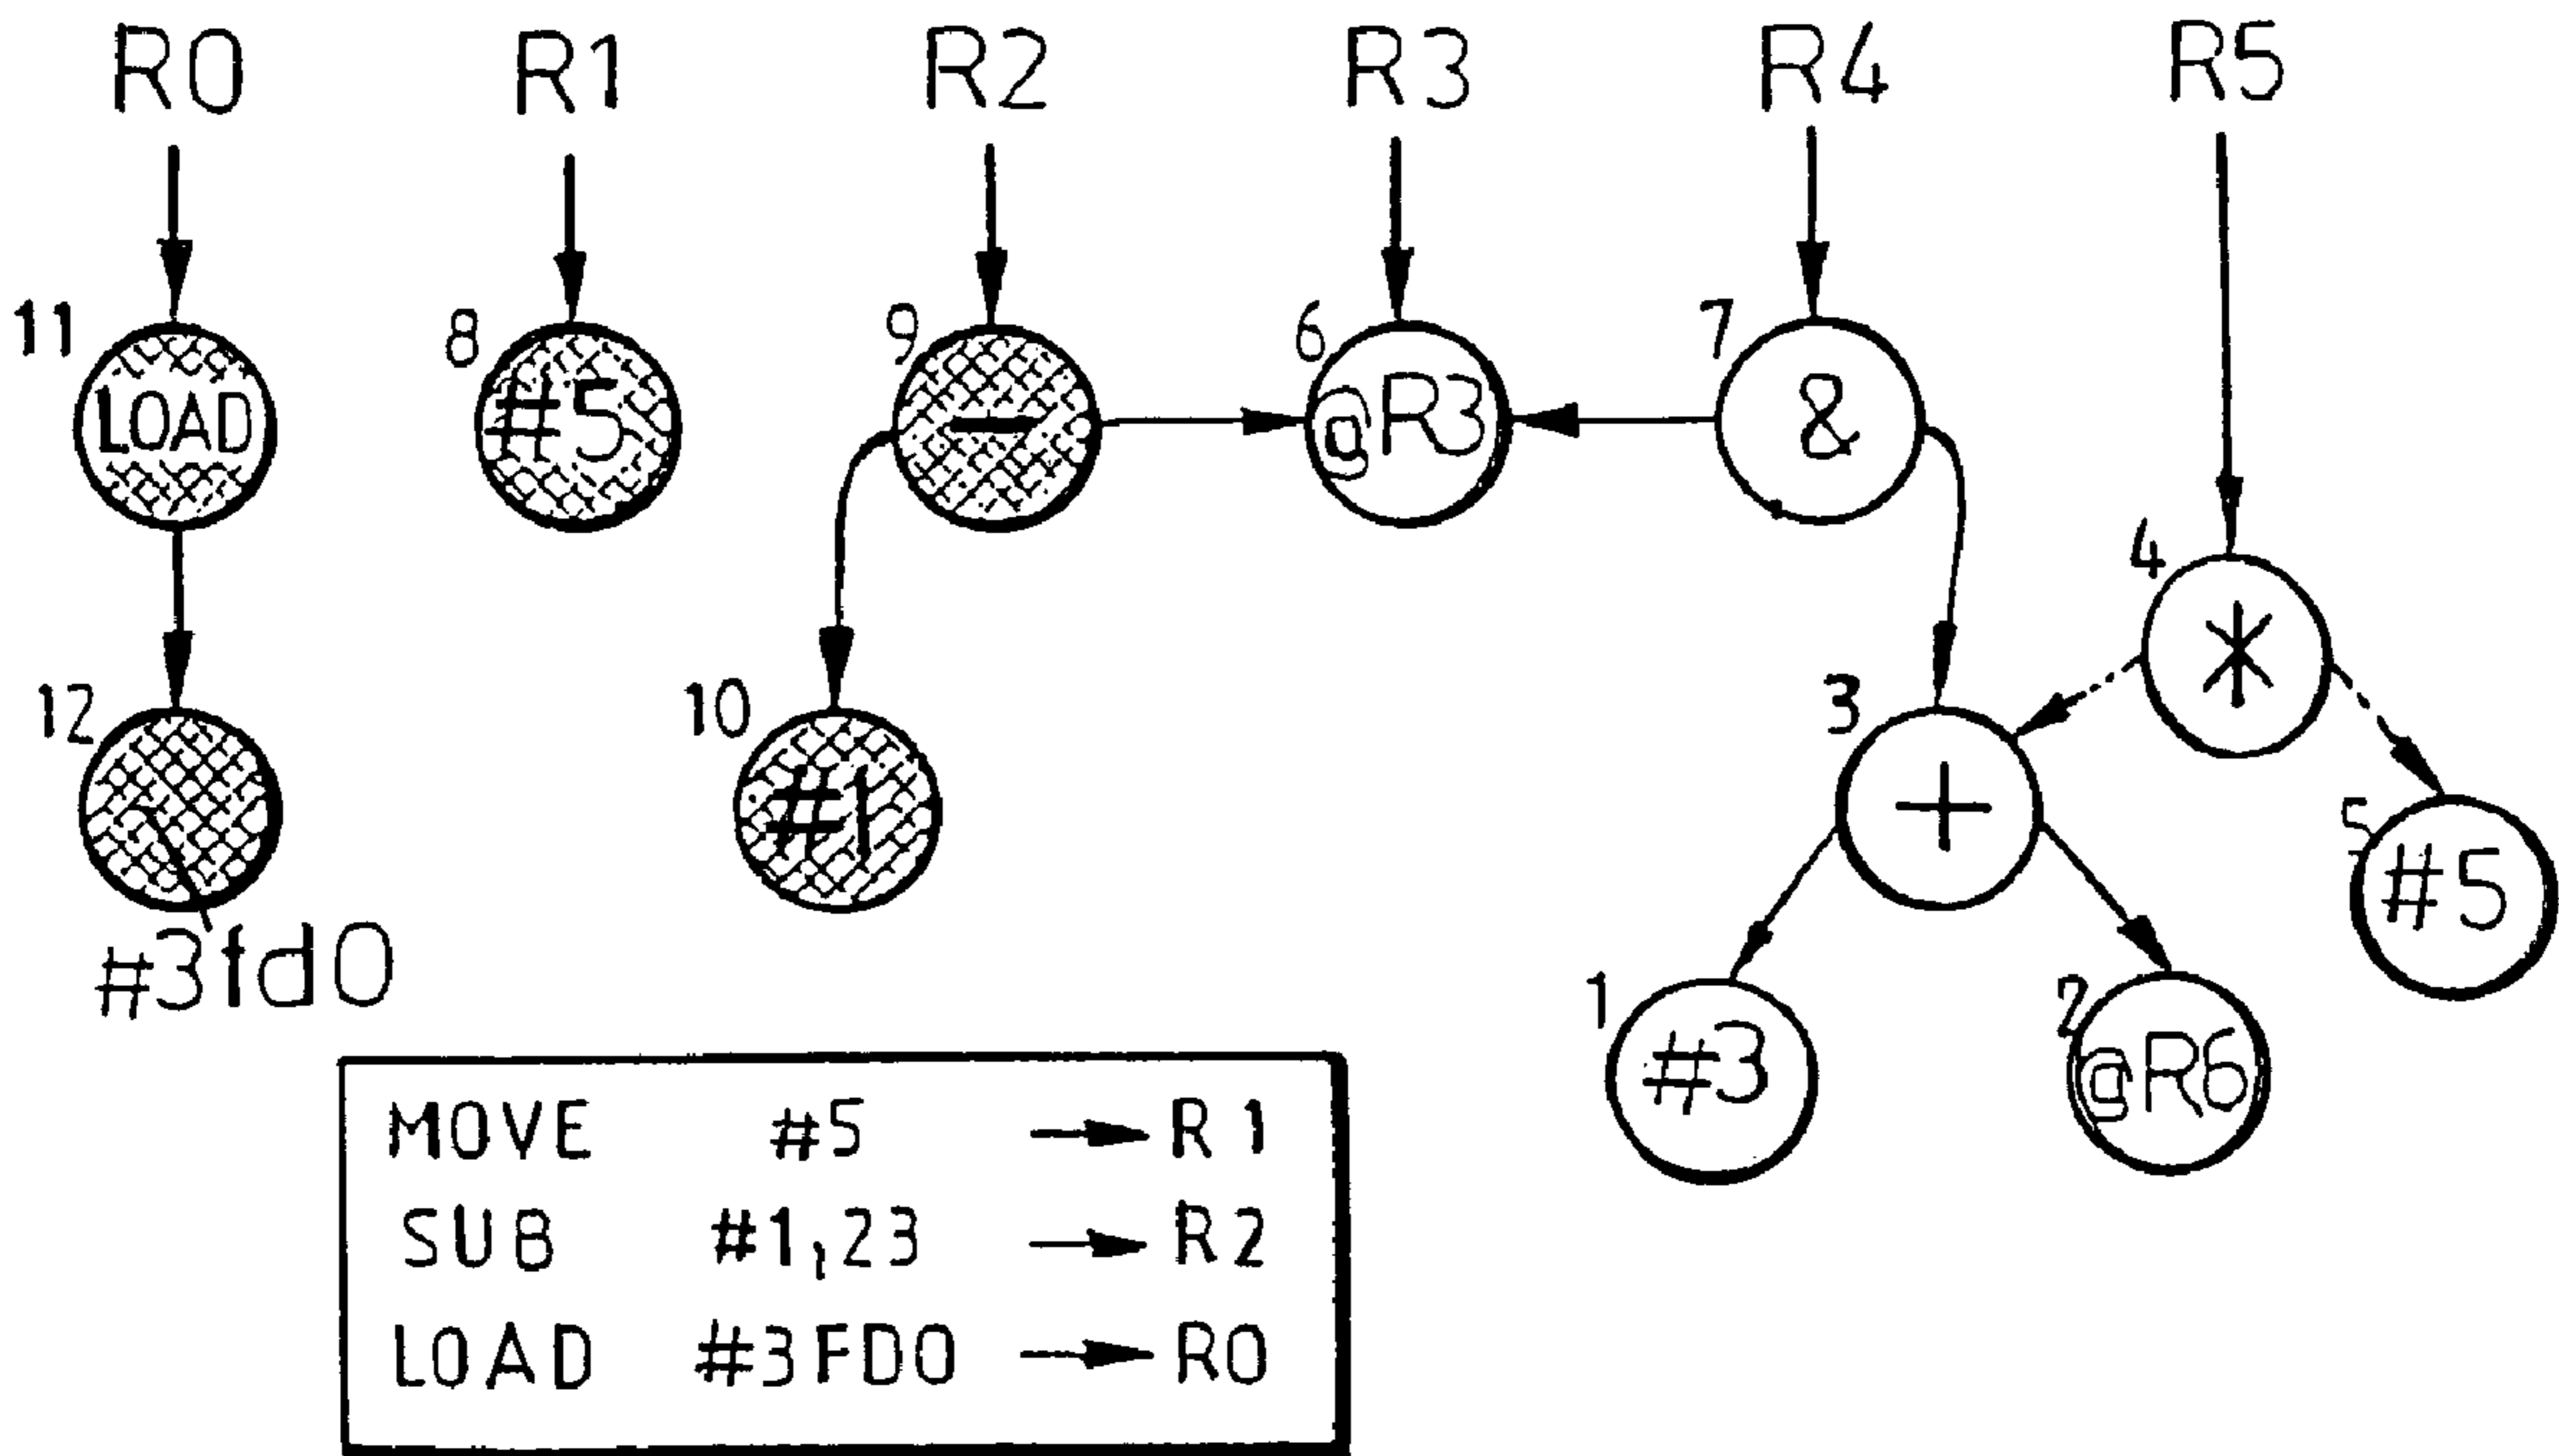 R0 R1 R2 R3 R4 R5
11 LOAD 8 #5 9 - 6 @R3 7 &
4 *
12 10 #1 3 + 5 #5
#3fd0
1 #3 2 @R6
MOVE #5 → R1
SUB #1,23 → R2
LOAD #3FD0 → R0